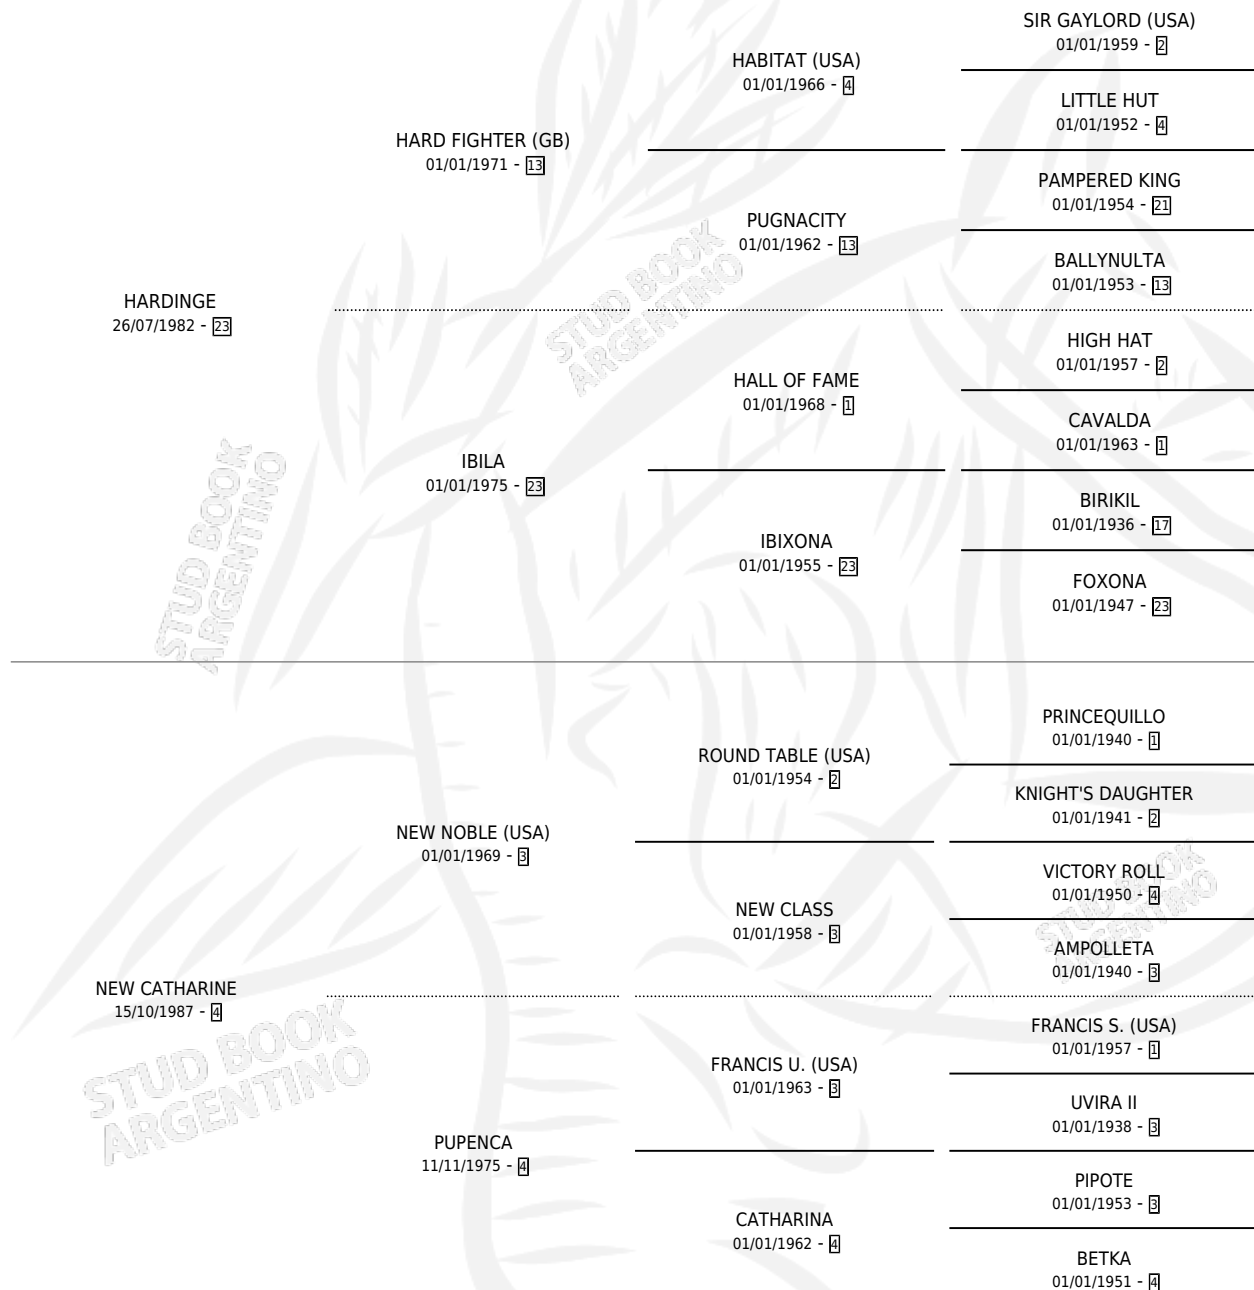 SIR GAYLORD (USA)
01/01/1959 - 2
HABITAT (USA)
01/01/1966 - 4
LITTLE HUT
01/01/1952 - 4
HARD FIGHTER (GB)
01/01/1971 - 13
PAMPERED KING
01/01/1954 - 21
PUGNACITY
01/01/1962 - 13
BALLYNULTA
01/01/1953 - 13
HARDINGE
26/07/1982 - 23
HIGH HAT
01/01/1957 - 2
HALL OF FAME
01/01/1968 - 1
CAVALDA
01/01/1963 - 1
IBILA
01/01/1975 - 23
BIRIKIL
01/01/1936 - 17
IBIXONA
01/01/1955 - 23
FOXONA
01/01/1947 - 23
STUD BOOK
ARGENTINO
STUD BOOK
ARGENTINO
PRINCEQUILLO
01/01/1940 - 1
ROUND TABLE (USA)
01/01/1954 - 2
KNIGHT'S DAUGHTER
01/01/1941 - 2
NEW NOBLE (USA)
01/01/1969 - 3
VICTORY ROLL
01/01/1950 - 4
NEW CLASS
01/01/1958 - 3
AMPOLLETA
01/01/1940 - 3
NEW CATHARINE
15/10/1987 - 4
FRANCIS S. (USA)
01/01/1957 - 1
FRANCIS U. (USA)
01/01/1963 - 3
UVIRA II
01/01/1938 - 3
PUPENCA
11/11/1975 - 4
PIPOTE
01/01/1953 - 3
CATHARINA
01/01/1962 - 4
BETKA
01/01/1951 - 4
STUD BOOK
ARGENTINO
STUD BOOK
ARGENTINO